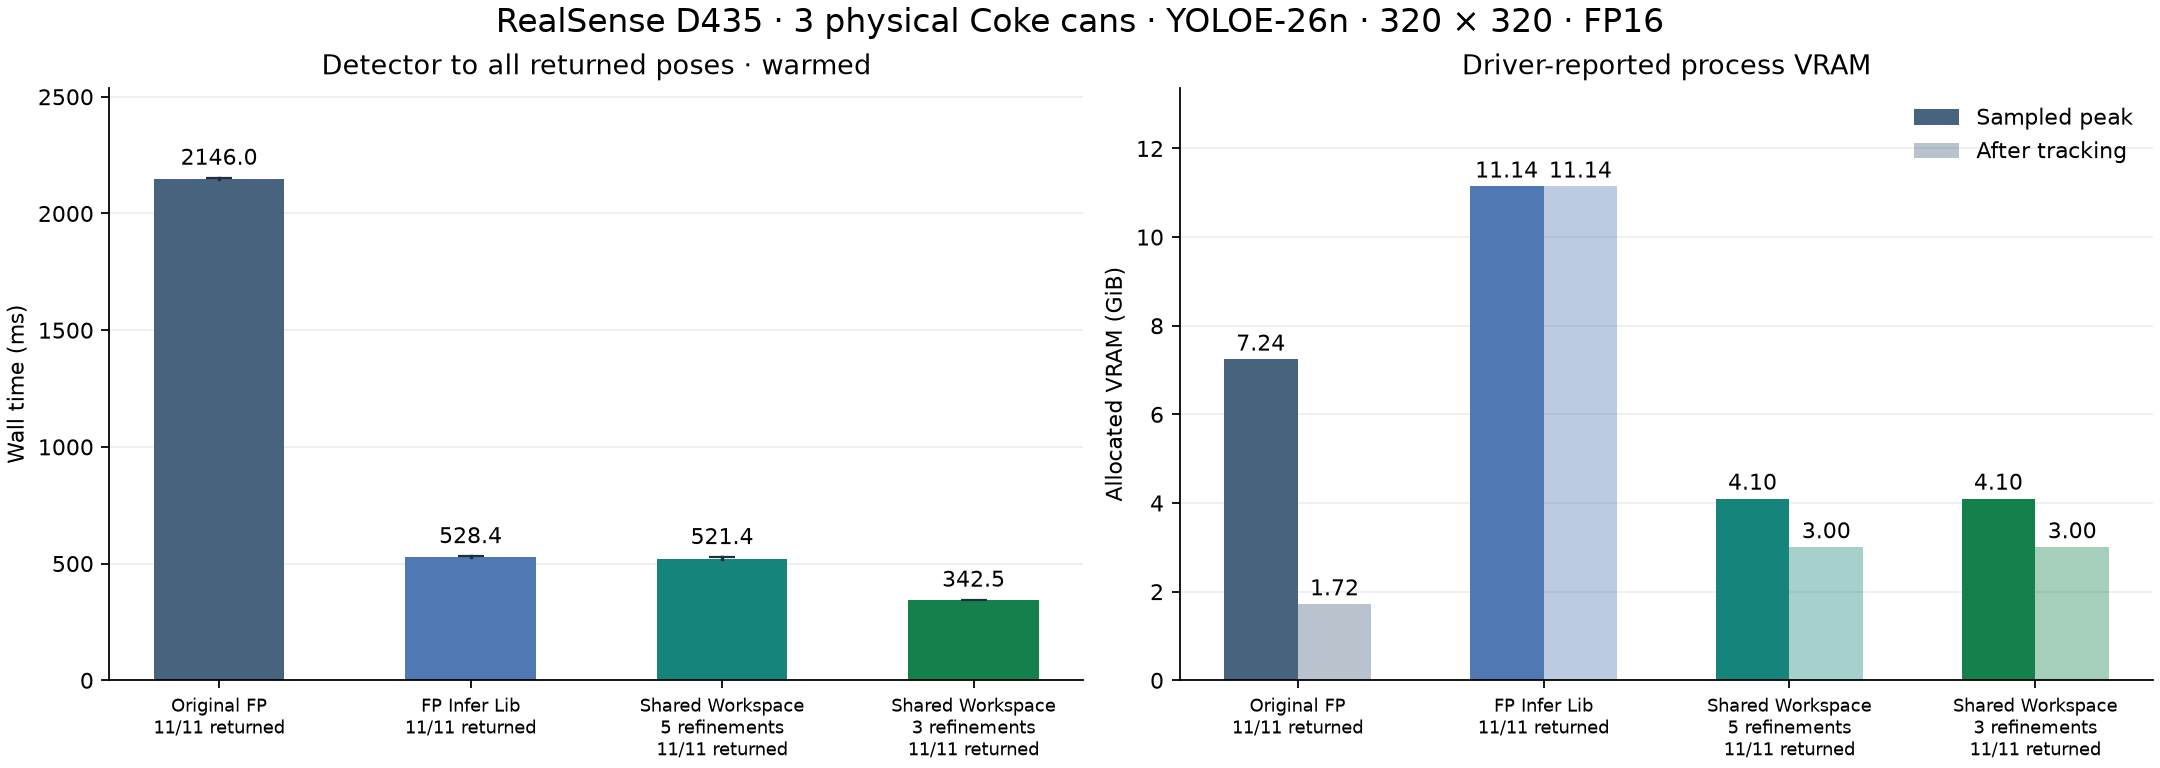 RealSense D435 · 3 physical Coke cans · YOLOE-26n · 320 × 320 · FP16
Detector to all returned poses · warmed
Wall time (ms)
2500
2000
1500
1000
500
0
2146.0
528.4
521.4
342.5
Original FP
11/11 returned
FP Infer Lib
11/11 returned
Shared Workspace
5 refinements
11/11 returned
Shared Workspace
3 refinements
11/11 returned
Driver-reported process VRAM
Allocated VRAM (GiB)
12
10
8
6
4
2
0
Sampled peak
After tracking
7.24
1.72
11.14
11.14
4.10
3.00
4.10
3.00
Original FP
11/11 returned
FP Infer Lib
11/11 returned
Shared Workspace
5 refinements
11/11 returned
Shared Workspace
3 refinements
11/11 returned